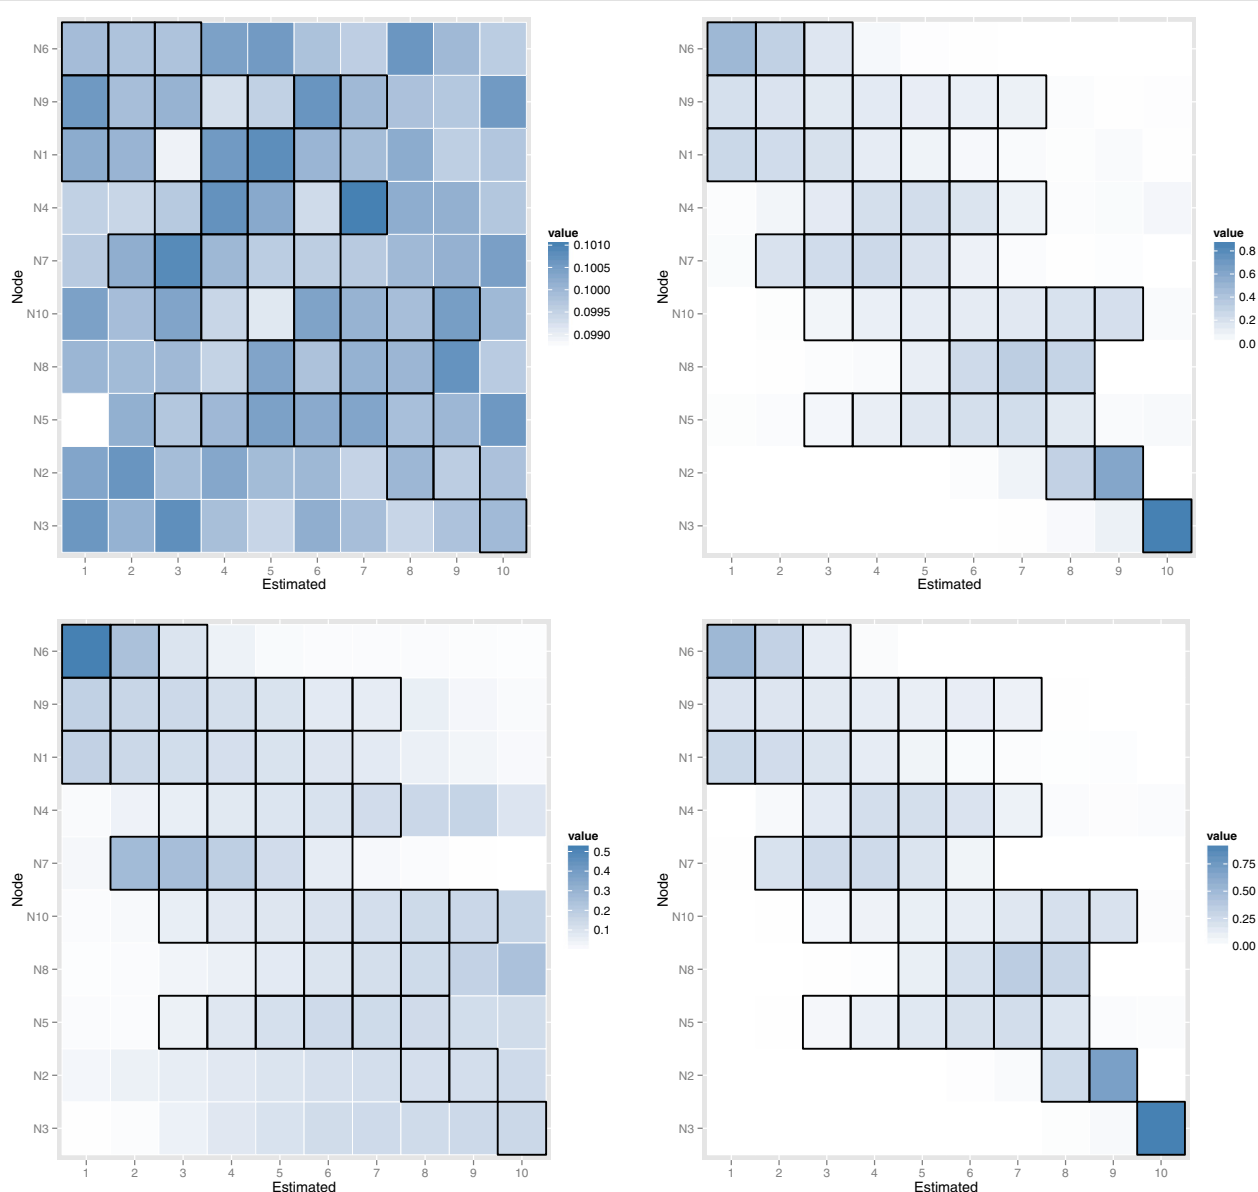 N6
N9
N1
N4
N7
N10
N8
N5
N2
N3
Node
1 2 3 4 5 6 7 8 9 10
Estimated
value
0.1010
0.1005
0.1000
0.0995
0.0990
N6
N9
N1
N4
N7
N10
N8
N5
N2
N3
Node
1 2 3 4 5 6 7 8 9 10
Estimated
value
0.8
0.6
0.4
0.2
0.0
N6
N9
N1
N4
N7
N10
N8
N5
N2
N3
Node
1 2 3 4 5 6 7 8 9 10
Estimated
value
0.5
0.4
0.3
0.2
0.1
N6
N9
N1
N4
N7
N10
N8
N5
N2
N3
Node
1 2 3 4 5 6 7 8 9 10
Estimated
value
0.75
0.50
0.25
0.00